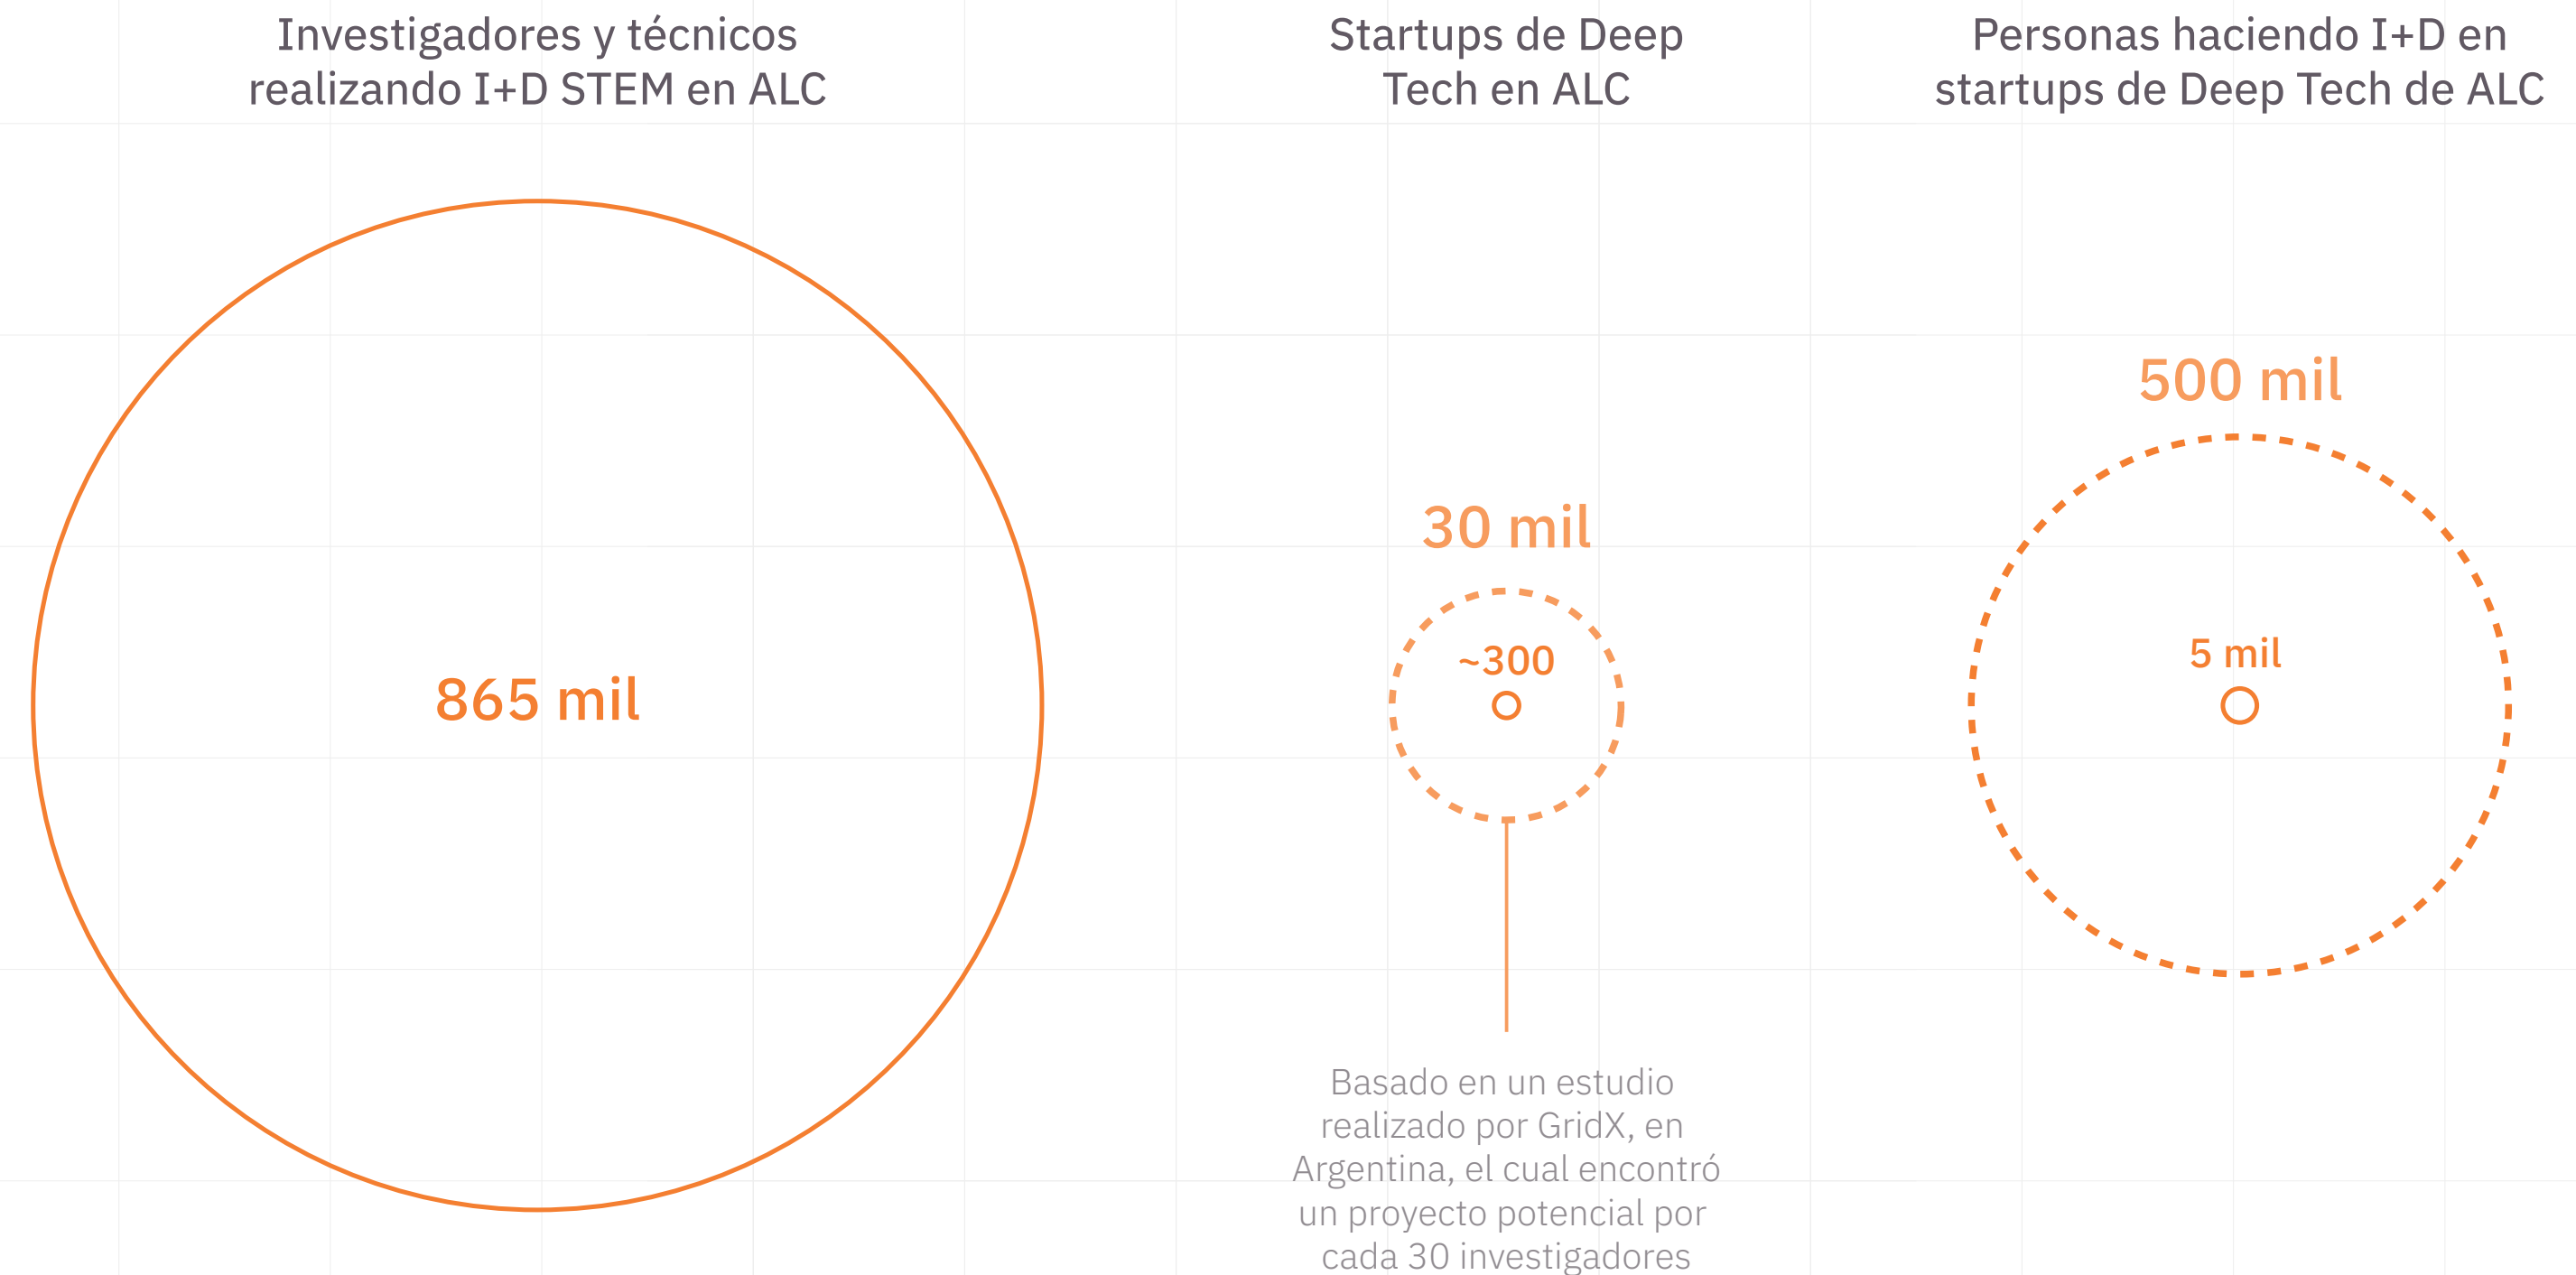 Investigadores y técnicos
realizando I+D STEM en ALC
865 mil
Startups de Deep
Tech en ALC
30 mil
~300
Basado en un estudio
realizado por GridX, en
Argentina, el cual encontró
un proyecto potencial por
cada 30 investigadores
Personas haciendo I+D en
startups de Deep Tech de ALC
500 mil
5 mil